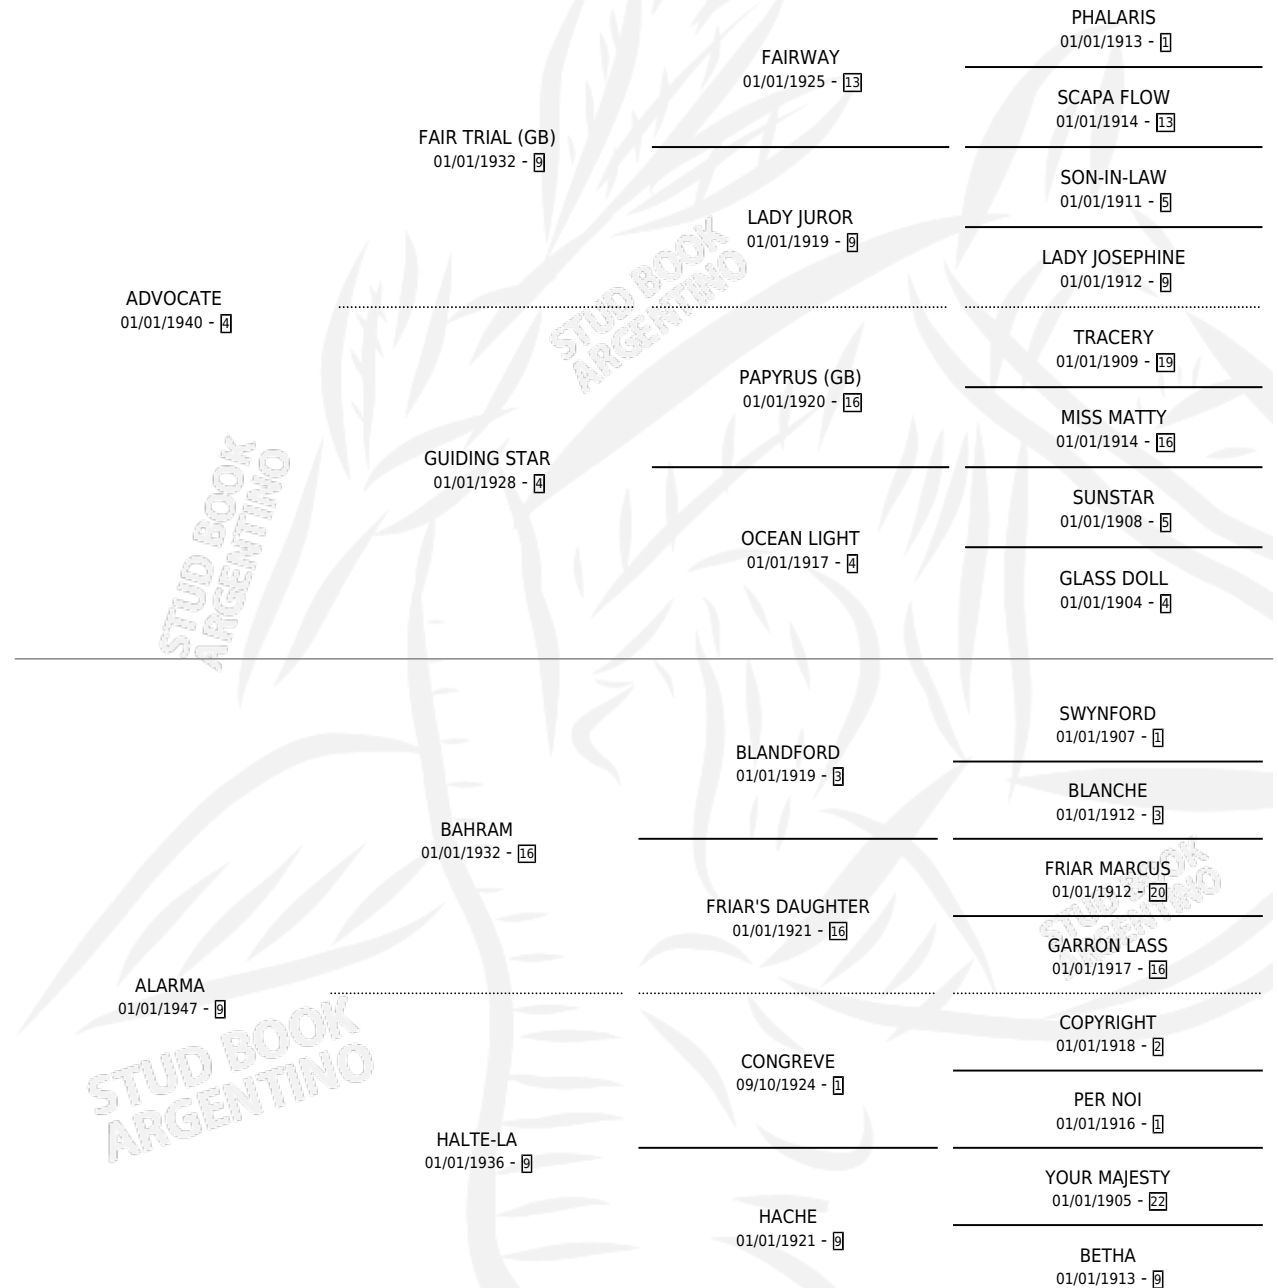 PHALARIS
01/01/1913 - 1
FAIRWAY
01/01/1925 - 13
SCAPA FLOW
01/01/1914 - 13
FAIR TRIAL (GB)
01/01/1932 - 9
SON-IN-LAW
01/01/1911 - 5
LADY JUROR
01/01/1919 - 9
LADY JOSEPHINE
01/01/1912 - 9
ADVOCATE
01/01/1940 - 4
TRACERY
01/01/1909 - 19
PAPYRUS (GB)
01/01/1920 - 16
MISS MATTY
01/01/1914 - 16
GUIDING STAR
01/01/1928 - 4
SUNSTAR
01/01/1908 - 5
OCEAN LIGHT
01/01/1917 - 4
GLASS DOLL
01/01/1904 - 4
SWYNFORD
01/01/1907 - 1
BLANDFORD
01/01/1919 - 3
BLANCHE
01/01/1912 - 3
BAHRAM
01/01/1932 - 16
FRIAR MARCUS
01/01/1912 - 20
FRIAR'S DAUGHTER
01/01/1921 - 16
GARRON LASS
01/01/1917 - 16
ALARMA
01/01/1947 - 9
COPYRIGHT
01/01/1918 - 2
CONGREVE
09/10/1924 - 1
PER NOI
01/01/1916 - 1
HALTE-LA
01/01/1936 - 9
YOUR MAJESTY
01/01/1905 - 22
HACHE
01/01/1921 - 9
BETHA
01/01/1913 - 9
STUD BOOK
ARGENTINO
STUD BOOK
ARGENTINO
STUD BOOK
ARGENTINO
STUD BOOK
ARGENTINO